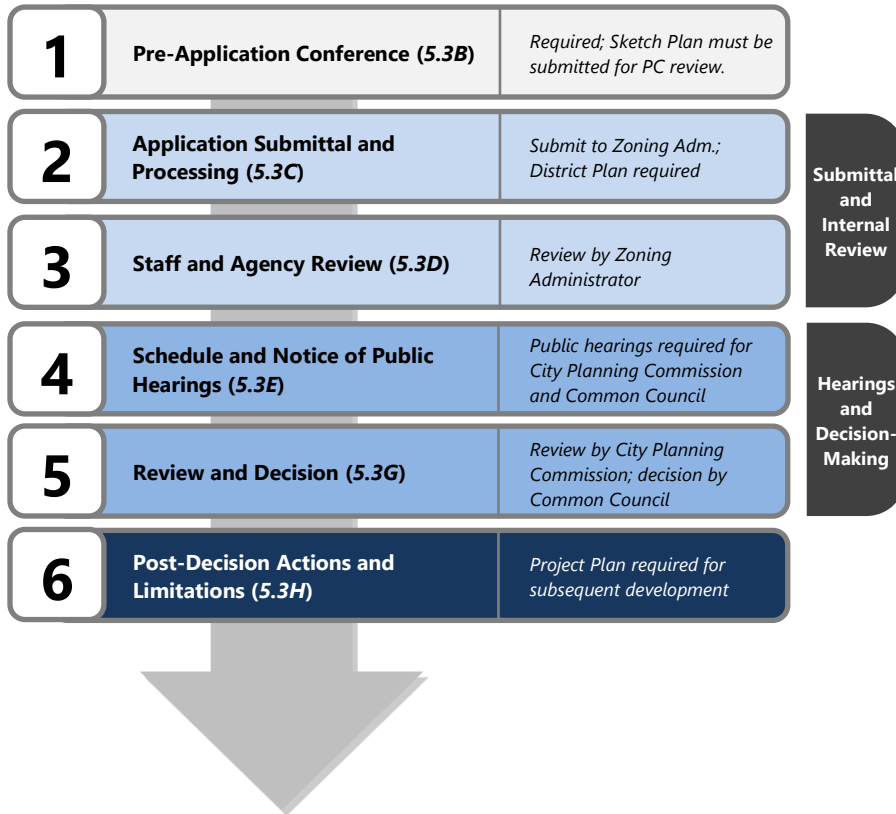 1
Pre-Application Conference (5.3B)
Required; Sketch Plan must be
submitted for PC review.
2
Application Submittal and
Processing (5.3C)
Submit to Zoning Adm.;
District Plan required
3
Staff and Agency Review (5.3D)
Review by Zoning
Administrator
Submittal
and
Internal
Review
4
Schedule and Notice of Public
Hearings (5.3E)
Public hearings required for
City Planning Commission
and Common Council
5
Review and Decision (5.3G)
Review by City Planning
Commission; decision by
Common Council
Hearings
and
Decision-
Making
6
Post-Decision Actions and
Limitations (5.3H)
Project Plan required for
subsequent development